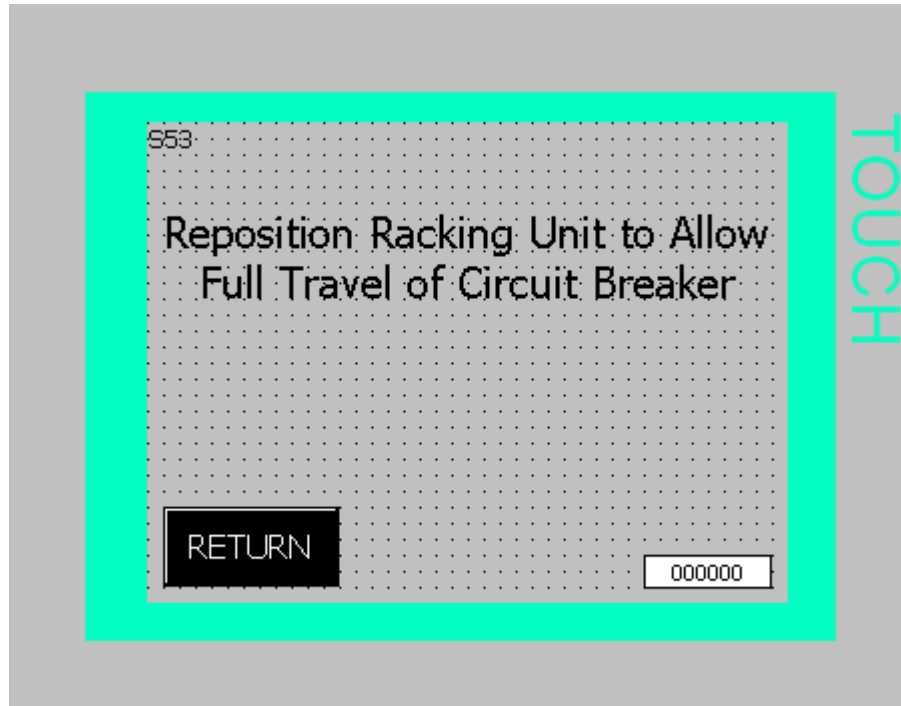 S53
Reposition Racking Unit to Allow
Full Travel of Circuit Breaker
RETURN
000000
TOUCH